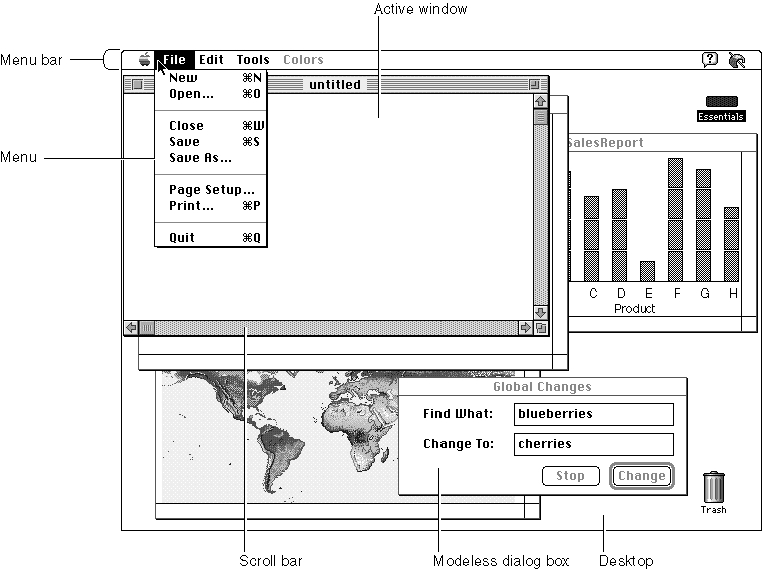 Active window
Menu bar
File Edit Tools Colors
untitled
New ⌘N
Open... ⌘O
Close ⌘W
Save ⌘S
Save As...
Page Setup...
Print... ⌘P
Quit ⌘Q
Menu
Essentials
SalesReport
C D E F G H
Product
Global Changes
Find What: blueberries
Change To: cherries
Stop Change
Trash
Scroll bar
Modeless dialog box
Desktop